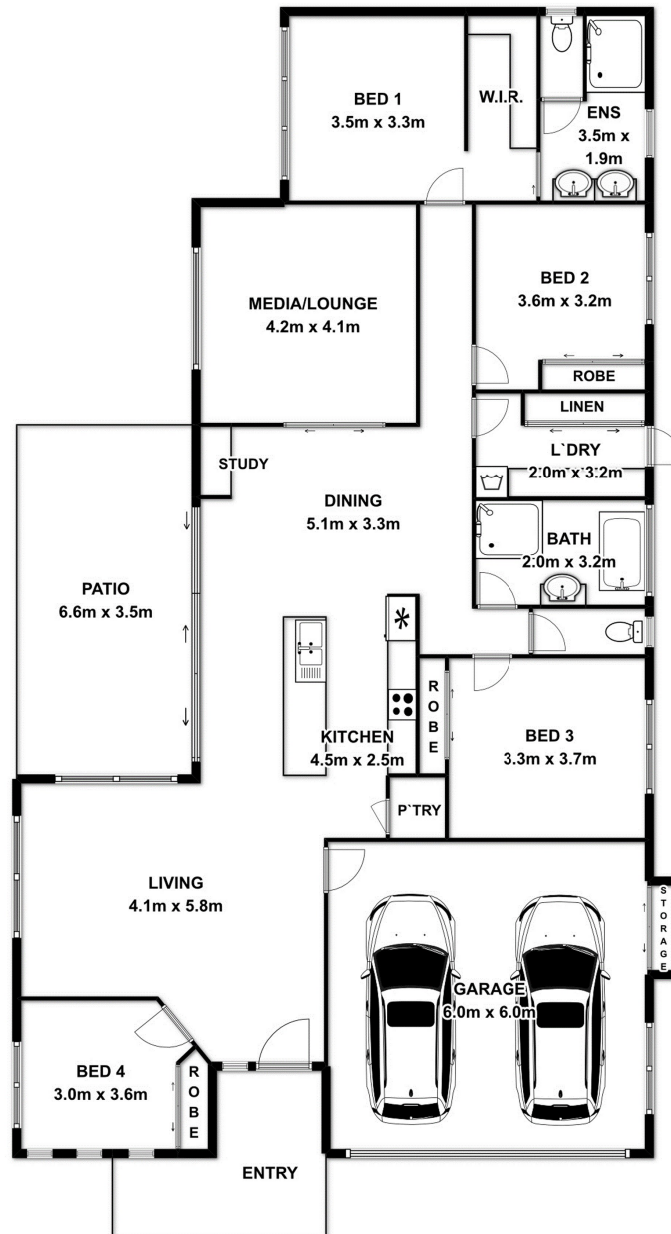 BED 1
3.5m x 3.3m
W.I.R.
ENS
3.5m x
1.9m
MEDIA/LOUNGE
4.2m x 4.1m
BED 2
3.6m x 3.2m
ROBE
LINEN
L`DRY
2.0m x 3.2m
STUDY
DINING
5.1m x 3.3m
BATH
2.0m x 3.2m
PATIO
6.6m x 3.5m
KITCHEN
4.5m x 2.5m
ROBE
BED 3
3.3m x 3.7m
P`TRY
LIVING
4.1m x 5.8m
STORAGE
GARAGE
6.0m x 6.0m
BED 4
3.0m x 3.6m
ROBE
ENTRY